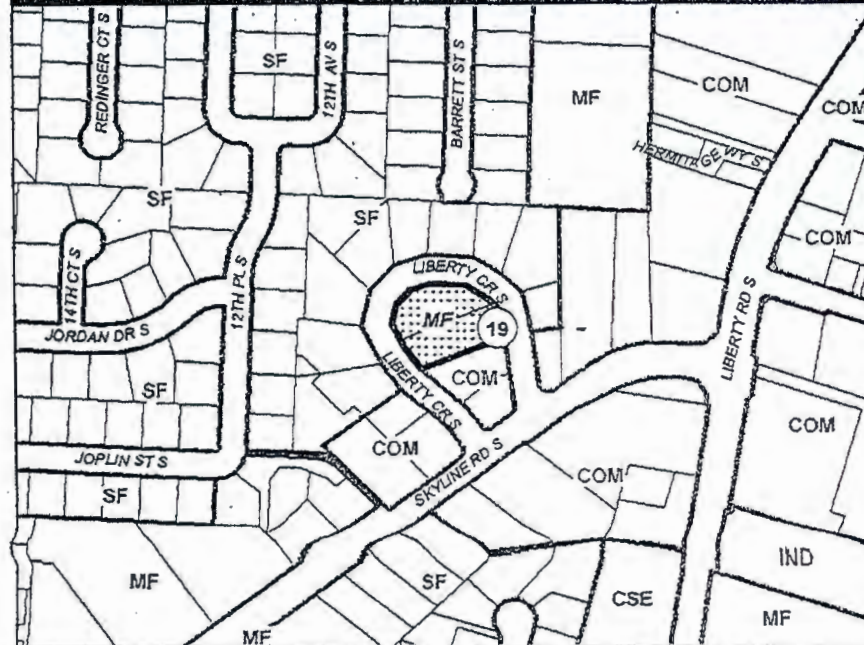 REDINGER CT S
SF
12TH AV S
BARRETT ST S
MF
COM
COM
HERMITAGE WY S
SF
SF
COM
14TH CT S
12TH PL S
LIBERTY CR S
MF
19
LIBERTY RD S
JORDAN DR S
COM
LIBERTY CR S
SF
COM
JOPLIN ST S
COM
SKYLINE RD S
COM
SF
MF
SF
CSE
IND
MF
MF